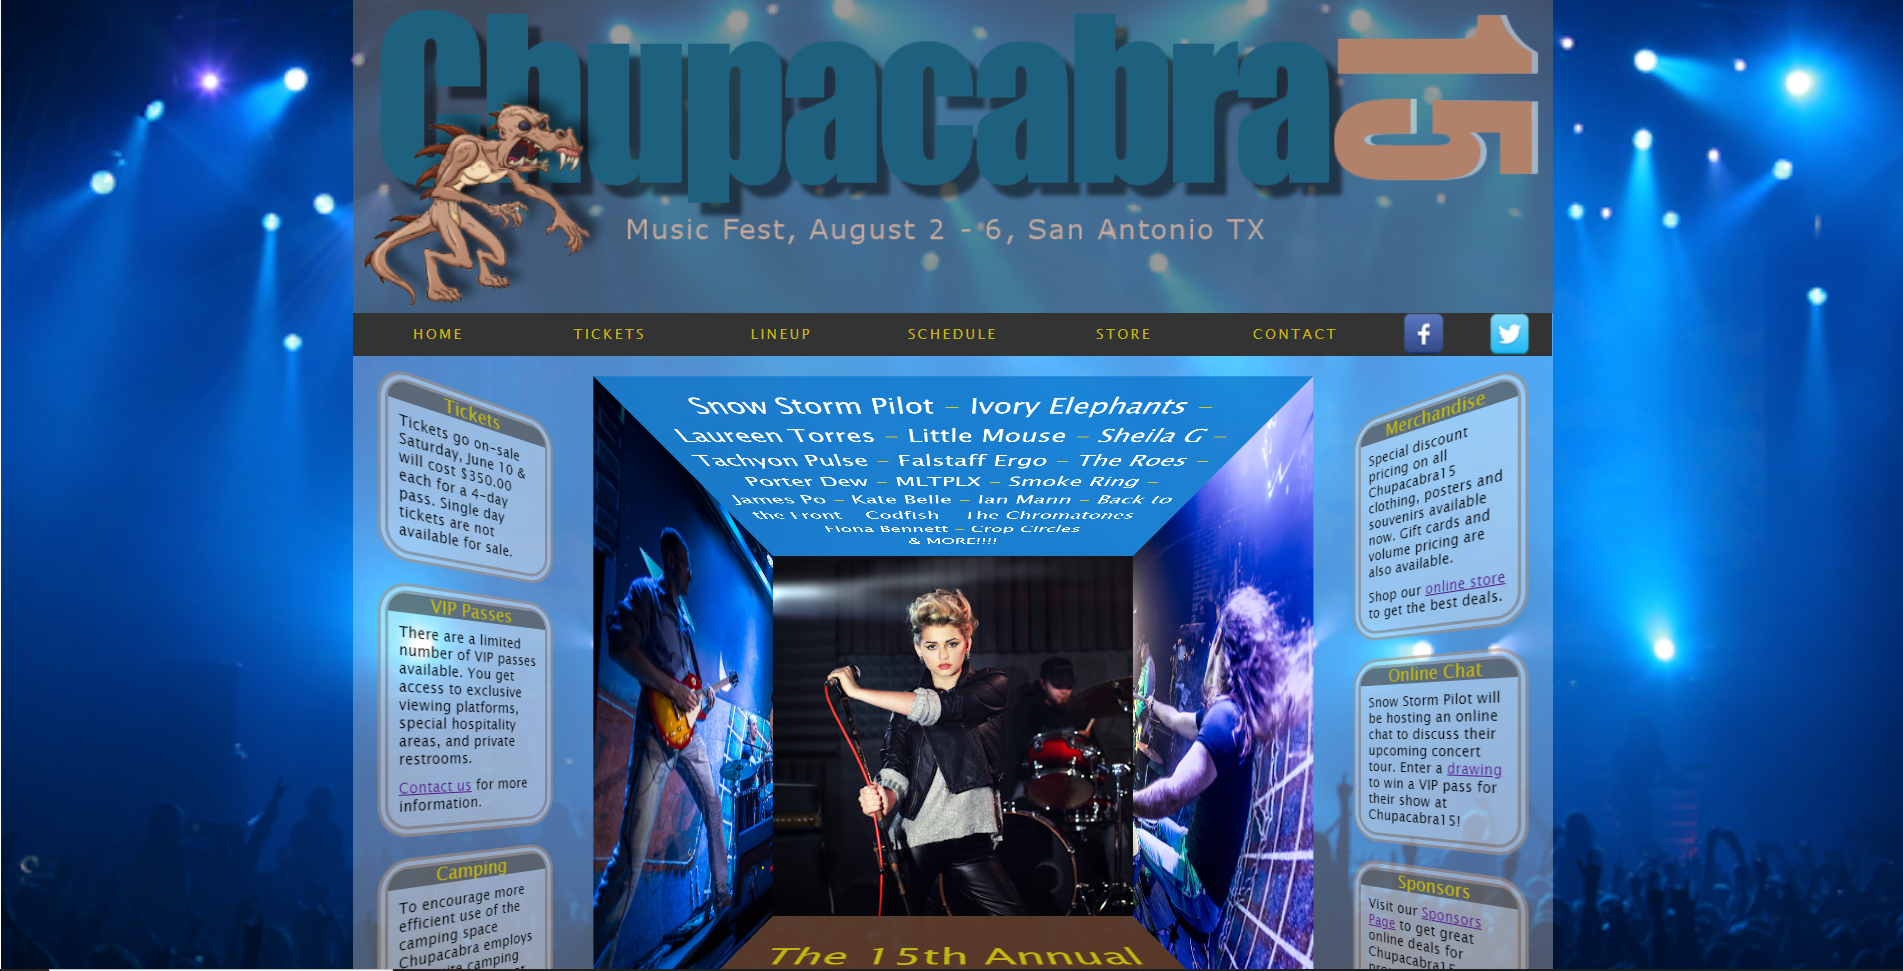 Chupacabra 15
Music Fest, August 2 - 6, San Antonio TX
HOME TICKETS LINEUP SCHEDULE STORE CONTACT
Tickets
Tickets go on-sale
Saturday, June 10 &
will cost $350.00
each for a 4-day
pass. Single day
tickets are not
available for sale.
VIP Passes
There are a limited
number of VIP passes
available. You get
access to exclusive
viewing platforms,
special hospitality
areas, and private
restrooms.
Contact us for more
information.
Camping
To encourage more
efficient use of the
camping space
Chupacabra employs
camping
Snow Storm Pilot – Ivory Elephants –
Laureen Torres – Little Mouse – Sheila G –
Tachyon Pulse – Falstaff Ergo – The Roes –
Porter Dew – MLTPLX – Smoke Ring –
James Po – Kate Belle – Ian Mann – Back to
the Front Codfish The Chromatones
Fiona Bennett – Crop Circles
& MORE!!!!
The 15th Annual
Merchandise
Special discount
pricing on all
Chupacabra15
clothing, posters and
souvenirs available
now. Gift cards and
volume pricing are
also available.
Shop our online store
to get the best deals.
Online Chat
Snow Storm Pilot will
be hosting an online
chat to discuss their
upcoming concert
tour. Enter a drawing
to win a VIP pass for
their show at
Chupacabra15!
Sponsors
Visit our Sponsors
Page to get great
online deals for
Chupacabra15